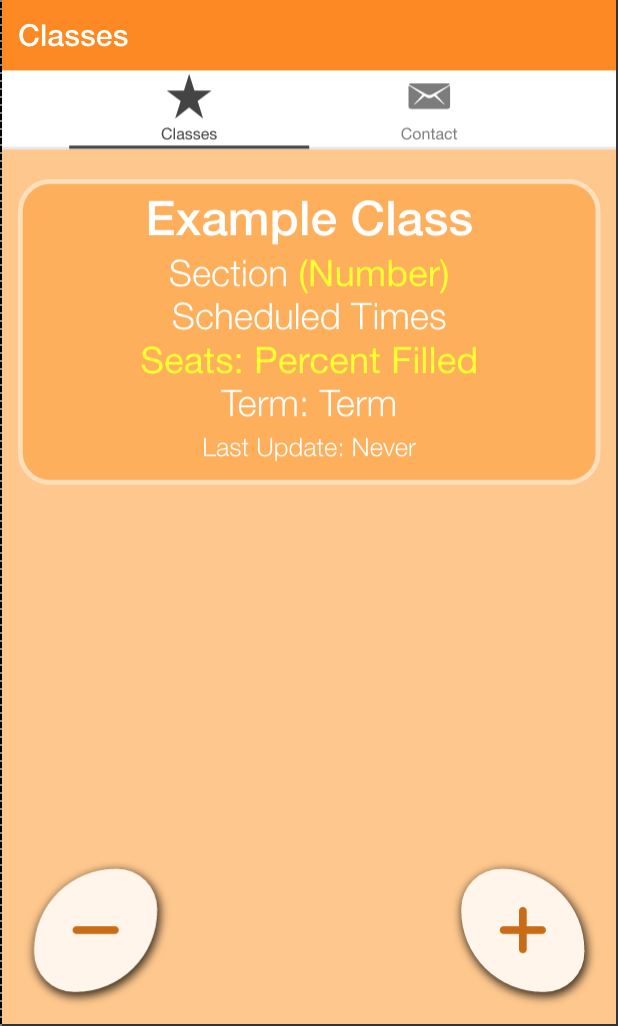 Classes
Classes
Contact
Example Class
Section (Number)
Scheduled Times
Seats: Percent Filled
Term: Term
Last Update: Never